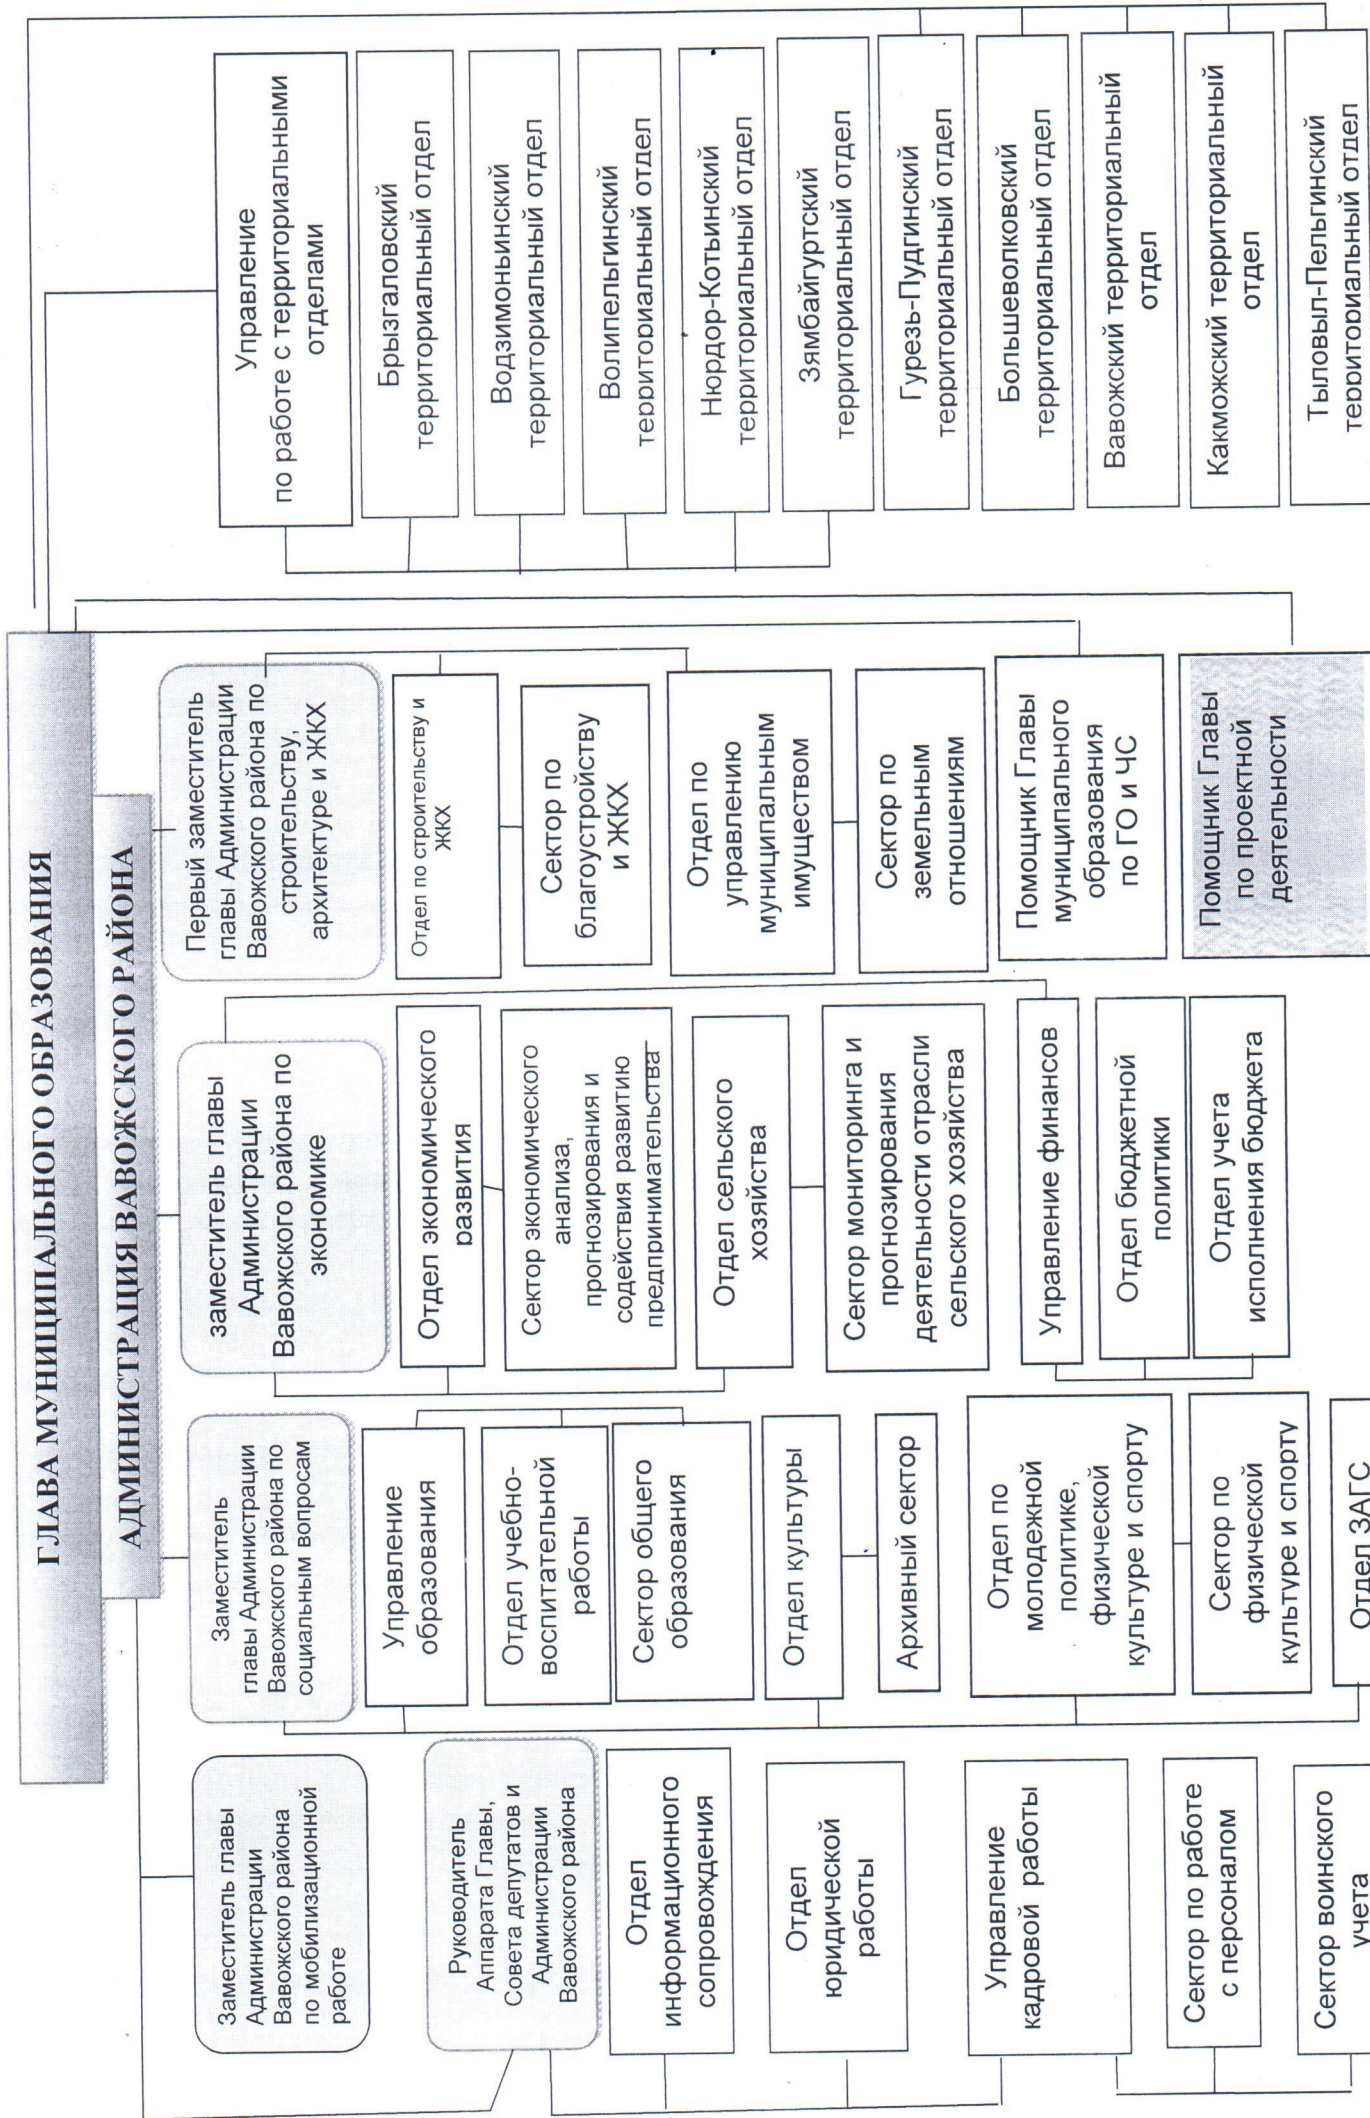 ГЛАВА МУНИЦИПАЛЬНОГО ОБРАЗОВАНИЯ
АДМИНИСТРАЦИЯ ВАВОЖСКОГО РАЙОНА
Заместитель главы
Администрации
Вавожского района
по мобилизационной
работе
Руководитель
Аппарата Главы,
Совета депутатов и
Администрации
Вавожского района
Отдел
информационного
сопровождения
Отдел
юридической
работы
Управление
кадровой работы
Сектор по работе
с персоналом
Сектор воинского
учета
Заместитель
главы Администрации
Вавожского района по
социальным вопросам
Управление
образования
Отдел учебно-
воспитательной
работы
Сектор общего
образования
Отдел культуры
Архивный сектор
Отдел по
молодежной
политике,
физической
культуре и спорту
Сектор по
физической
культуре и спорту
Отдел ЗАГС
заместитель главы
Администрации
Вавожского района по
экономике
Отдел экономического
развития
Сектор экономического
анализа,
прогнозирования и
содействия развитию
предпринимательства
Отдел сельского
хозяйства
Сектор мониторинга и
прогнозирования
деятельности отрасли
сельского хозяйства
Управление финансов
Отдел бюджетной
политики
Отдел учета
исполнения бюджета
Первый заместитель
главы Администрации
Вавожского района по
строительству,
архитектуре и ЖКХ
Отдел по строительству и
ЖКХ
Сектор по
благоустройству
и ЖКХ
Отдел по
управлению
муниципальным
имуществом
Сектор по
земельным
отношениям
Помощник Главы
муниципального
образования
по ГО и ЧС
Помощник Главы
по проектной
деятельности
Управление
по работе с территориальными
отделами
Брызгаловский
территориальный отдел
Водзимоньинский
территориальный отдел
Волипельгинский
территориальный отдел
Нюрдор-Котьинский
территориальный отдел
Зямбайгуртский
территориальный отдел
Гурезь-Пудгинский
территориальный отдел
Большеволковский
территориальный отдел
Вавожский территориальный
отдел
Какможский территориальный
отдел
Тыловыл-Пельгинский
территориальный отдел